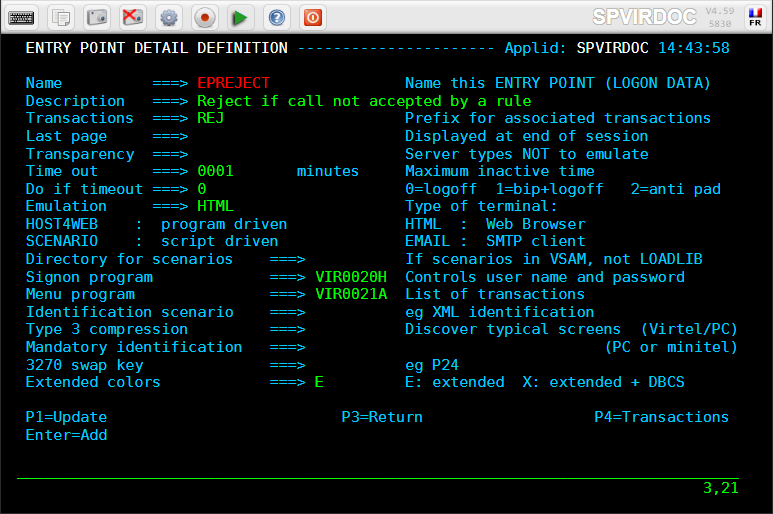 SPVIRDOC V4.59 5830 FR
ENTRY POINT DETAIL DEFINITION ---------------------- Applid: SPVIRDOC 14:43:58
Name ===> EPREJECT Name this ENTRY POINT (LOGON DATA)
Description ===> Reject if call not accepted by a rule
Transactions ===> REJ Prefix for associated transactions
Last page ===> Displayed at end of session
Transparency ===> Server types NOT to emulate
Time out ===> 0001 minutes Maximum inactive time
Do if timeout ===> 0 0=logoff 1=bip+logoff 2=anti pad
Emulation ===> HTML Type of terminal:
HOST4WEB : program driven HTML : Web Browser
SCENARIO : script driven EMAIL : SMTP client
Directory for scenarios ===> If scenarios in VSAM, not LOADLIB
Signon program ===> VIR0020H Controls user name and password
Menu program ===> VIR0021A List of transactions
Identification scenario ===> eg XML identification
Type 3 compression ===> Discover typical screens (Virtel/PC)
Mandatory identification ===> (PC or minitel)
3270 swap key ===> eg P24
Extended colors ===> E E: extended X: extended + DBCS
P1=Update P3=Return P4=Transactions
Enter=Add
3,21